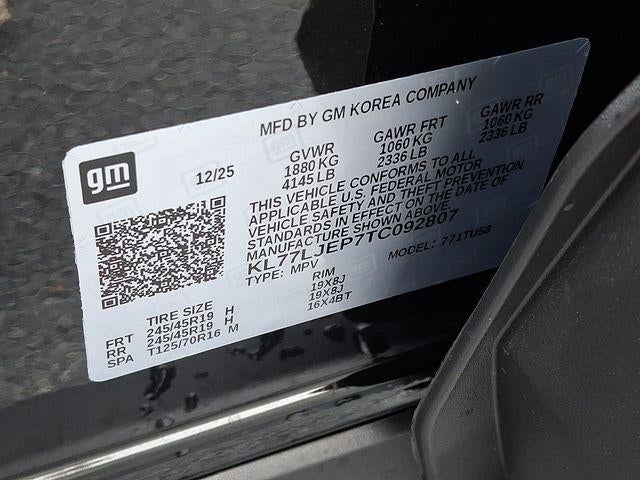 MFD BY GM KOREA COMPANY
gm
12/25
GVWR GAWR FRT GAWR RR
1880 KG 1060 KG 1060 KG
4145 LB 2336 LB 2336 LB
THIS VEHICLE CONFORMS TO ALL
APPLICABLE U.S. FEDERAL MOTOR
VEHICLE SAFETY AND THEFT PREVENTION
STANDARDS IN EFFECT ON THE DATE OF
MANUFACTURE SHOWN ABOVE.
KL77LJEP7TC092807
TYPE: MPV MODEL: 771TU58
TIRE SIZE RIM
FRT 245/45R19 H 19X8J
RR 245/45R19 H 19X8J
SPA T125/70R16 M 16X4BT